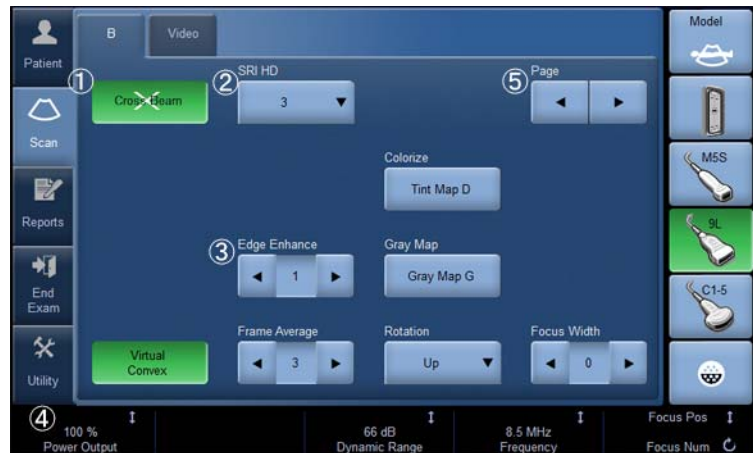 B
Video
Model
Patient
①
Cross Beam
②
SRI HD
3
⑤
Page
Scan
Colorize
Tint Map D
M5S
Reports
③
Edge Enhance
1
Gray Map
Gray Map G
9L
End
Exam
Frame Average
3
Rotation
Up
Focus Width
0
C1-5
Virtual
Convex
Utility
④
100 %
Power Output
66 dB
Dynamic Range
8.5 MHz
Frequency
Focus Pos
Focus Num